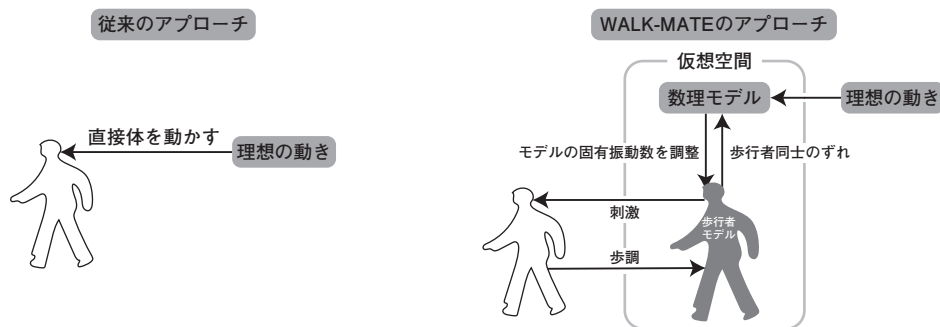 従来のアプローチ
直接体を動かす
理想の動き
WALK-MATEのアプローチ
仮想空間
数理モデル
理想の動き
モデルの固有振動数を調整
歩行者同士のずれ
刺激
歩行者
モデル
歩調